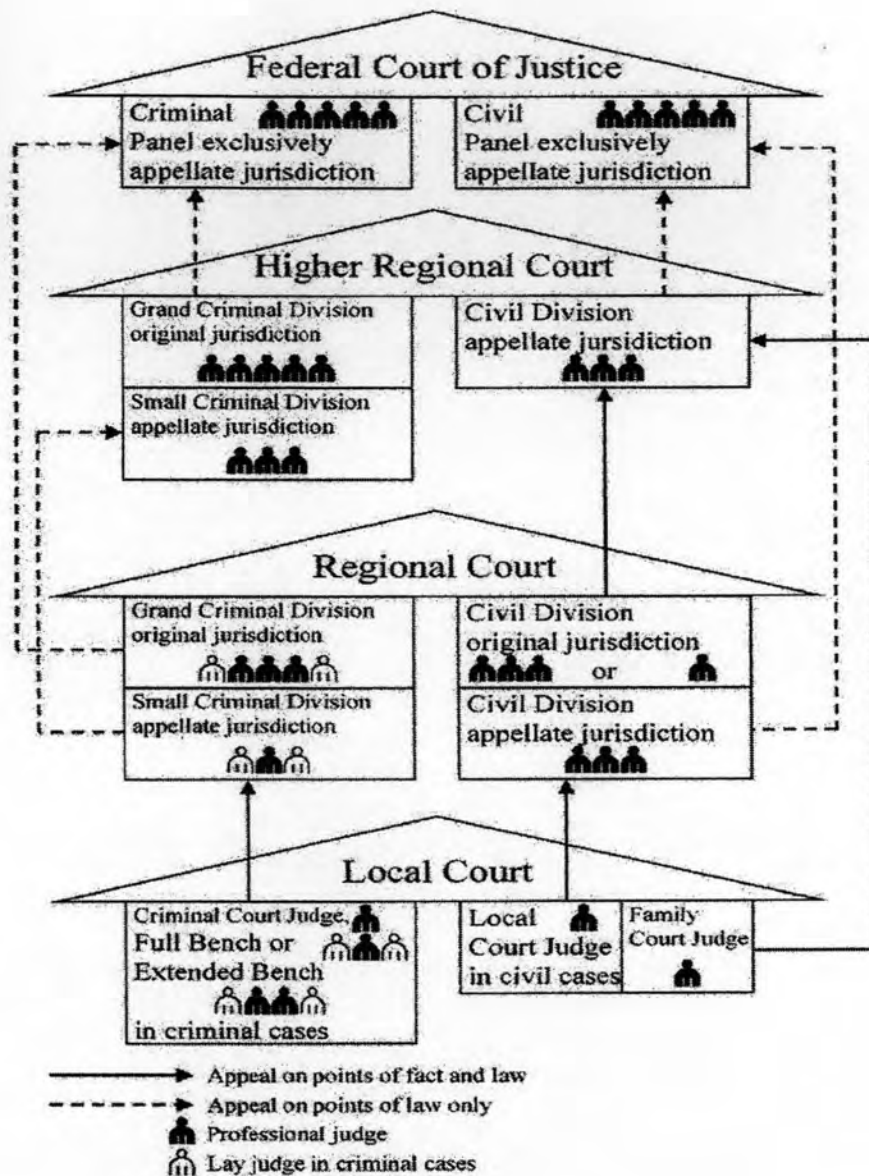 Federal Court of Justice
Criminal
Panel exclusively
appellate jurisdiction
Civil
Panel exclusively
appellate jurisdiction
Higher Regional Court
Grand Criminal Division
original jurisdiction
Small Criminal Division
appellate jurisdiction
Civil Division
appellate jursidiction
Regional Court
Grand Criminal Division
original jurisdiction
Small Criminal Division
appellate jurisdiction
Civil Division
original jurisdiction
or
Civil Division
appellate jurisdiction
Local Court
Criminal Court Judge,
Full Bench or
Extended Bench
in criminal cases
Local
Court Judge
in civil cases
Family
Court Judge
Appeal on points of fact and law
Appeal on points of law only
Professional judge
Lay judge in criminal cases